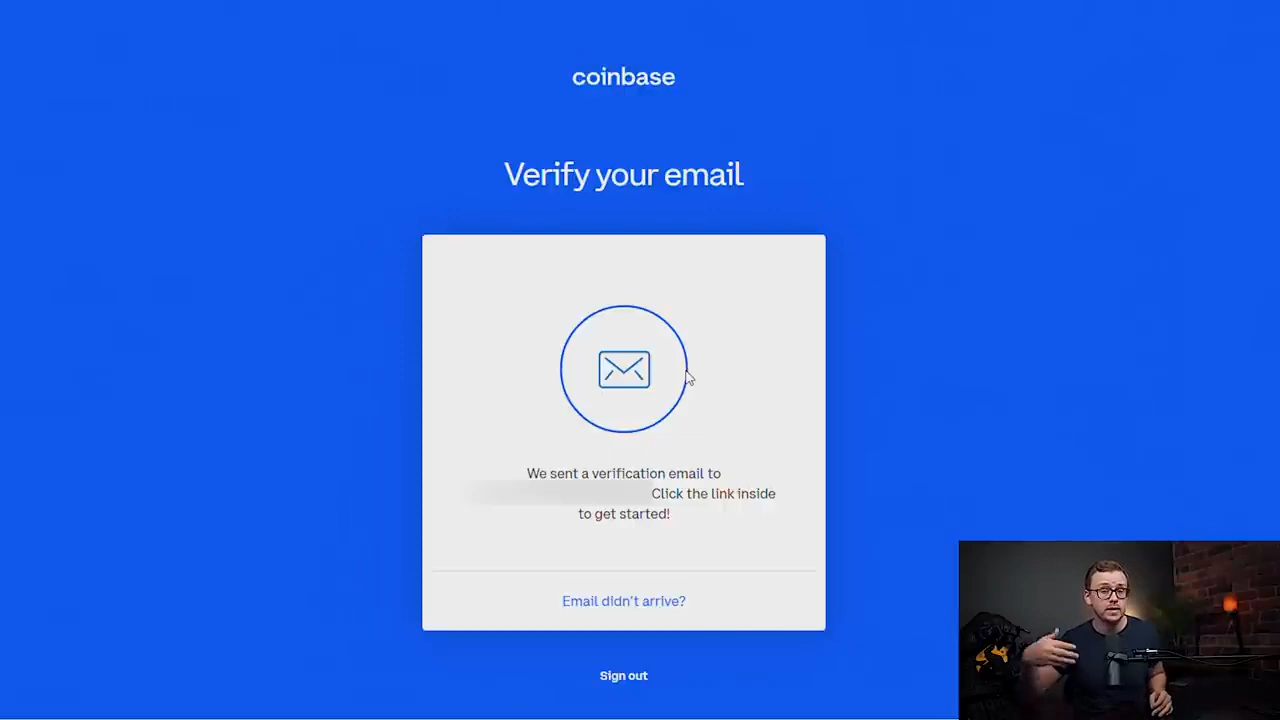 coinbase
Verify your email
We sent a verification email to
Click the link inside
to get started!
Email didn't arrive?
Sign out